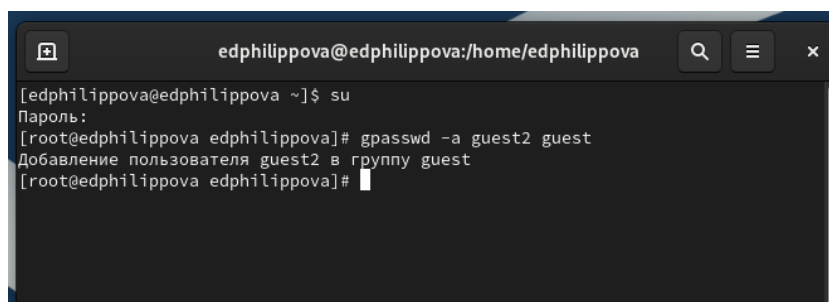 edphilippova@edphilippova:/home/edphilippova
[edphilippova@edphilippova ~]$ su
Пароль:
[root@edphilippova edphilippova]# gpasswd -a guest2 guest
Добавление пользователя guest2 в группу guest
[root@edphilippova edphilippova]#